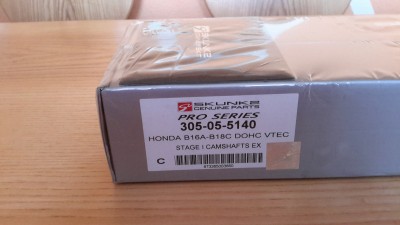 SKUNK2
GENUINE PARTS
PRO SERIES
305-05-5140
HONDA B16A-B18C DOHC VTEC
STAGE I CAMSHAFTS EX
C